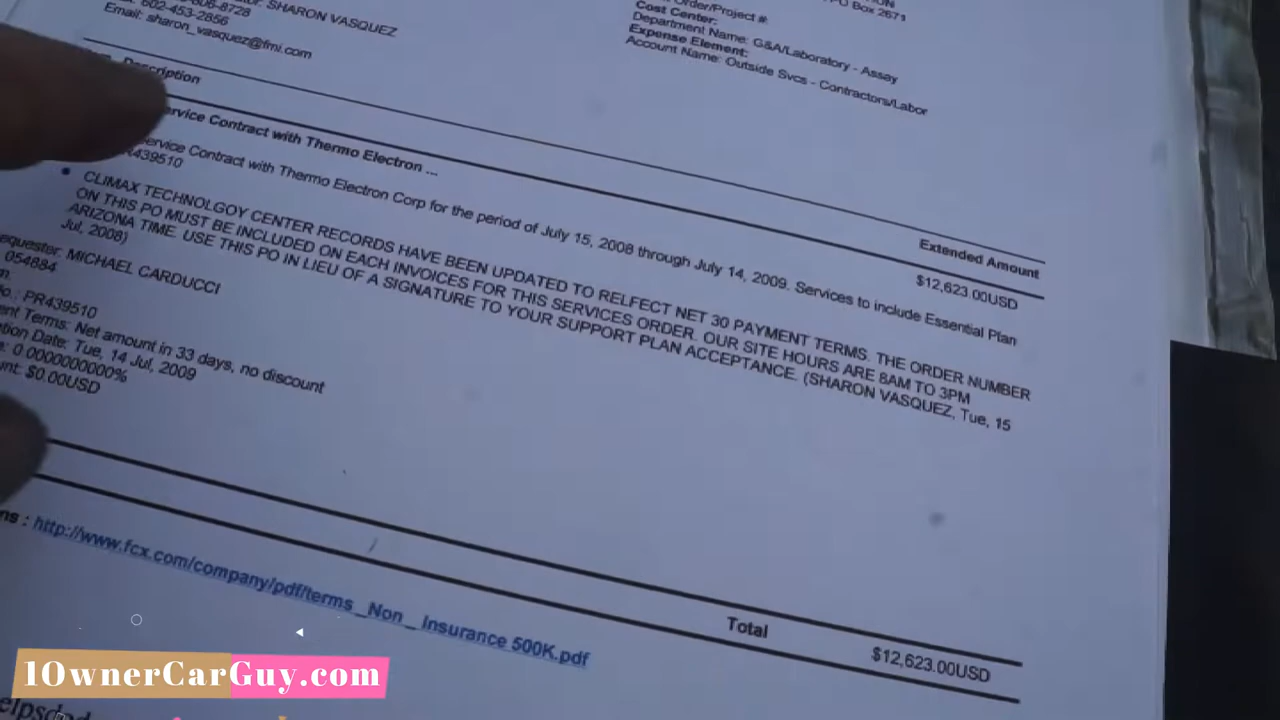 SHARON VASQUEZ
602-453-2856
Email: sharon_vasquez@fmi.com
PO Box 2671
Order/Project #:
Cost Center:
Department Name: G&A/Laboratory - Assay
Expense Element:
Account Name: Outside Svcs - Contractors/Labor
Description
Extended Amount
Service Contract with Thermo Electron ...
$12,623.00USD
Service Contract with Thermo Electron Corp for the period of July 15, 2008 through July 14, 2009. Services to include Essential Plan
R439510
• CLIMAX TECHNOLGOY CENTER RECORDS HAVE BEEN UPDATED TO RELFECT NET 30 PAYMENT TERMS. THE ORDER NUMBER
ON THIS PO MUST BE INCLUDED ON EACH INVOICES FOR THIS SERVICES ORDER. OUR SITE HOURS ARE 8AM TO 3PM
ARIZONA TIME. USE THIS PO IN LIEU OF A SIGNATURE TO YOUR SUPPORT PLAN ACCEPTANCE. (SHARON VASQUEZ, Tue, 15
Jul, 2008)
equester: MICHAEL CARDUCCI
054884
No.: PR439510
ent Terms: Net amount in 33 days, no discount
tion Date: Tue, 14 Jul, 2009
0.0000000000%
unt: $0.00USD
ns : http://www.fcx.com/company/pdf/terms_Non_Insurance 500K.pdf
Total
$12,623.00USD
1OwnerCarGuy.com